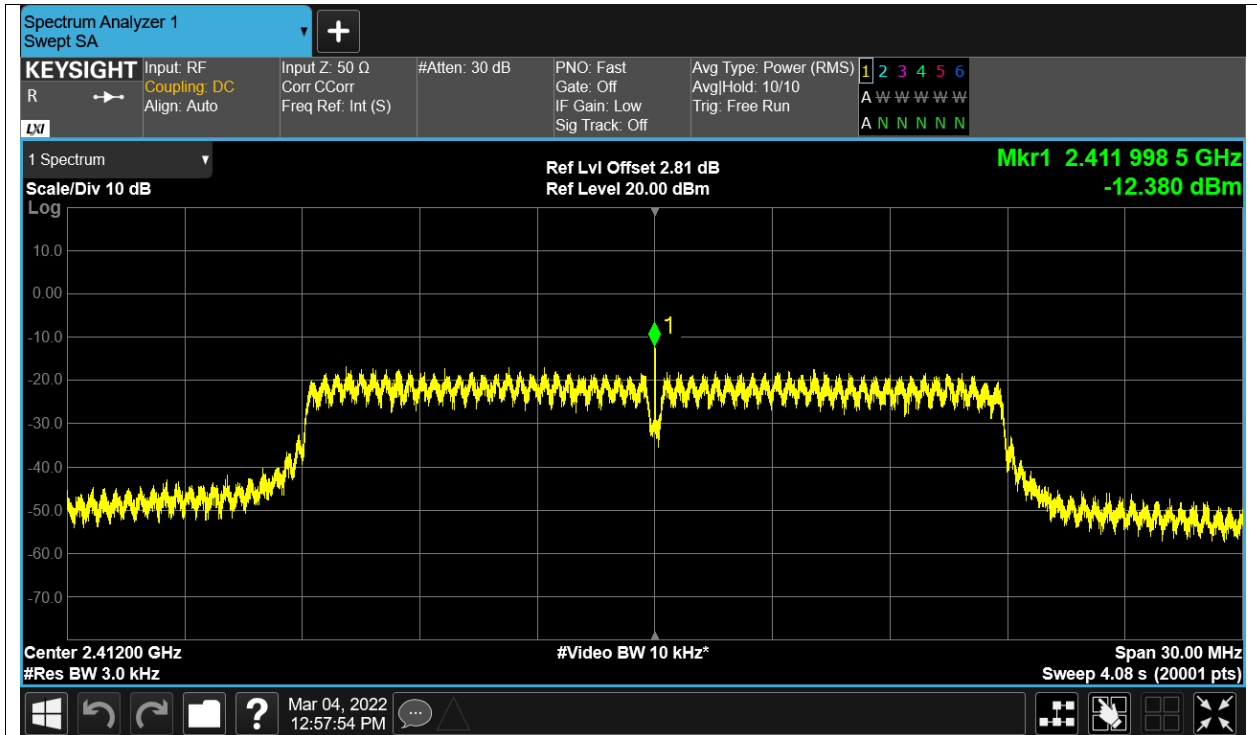 Spectrum Analyzer 1
Swept SA
KEYSIGHT
R
LXI
Input: RF
Coupling: DC
Align: Auto
Input Z: 50 Ω
Corr CCorr
Freq Ref: Int (S)
#Atten: 30 dB
PNO: Fast
Gate: Off
IF Gain: Low
Sig Track: Off
Avg Type: Power (RMS)
Avg|Hold: 10/10
Trig: Free Run
1 2 3 4 5 6
A W W W W W
A N N N N N
1 Spectrum
Scale/Div 10 dB
Log
Ref Lvl Offset 2.81 dB
Ref Level 20.00 dBm
Mkr1 2.411 998 5 GHz
-12.380 dBm
10.0
0.00
-10.0
-20.0
-30.0
-40.0
-50.0
-60.0
-70.0
1
Center 2.41200 GHz
#Res BW 3.0 kHz
#Video BW 10 kHz*
Span 30.00 MHz
Sweep 4.08 s (20001 pts)
?
Mar 04, 2022
12:57:54 PM